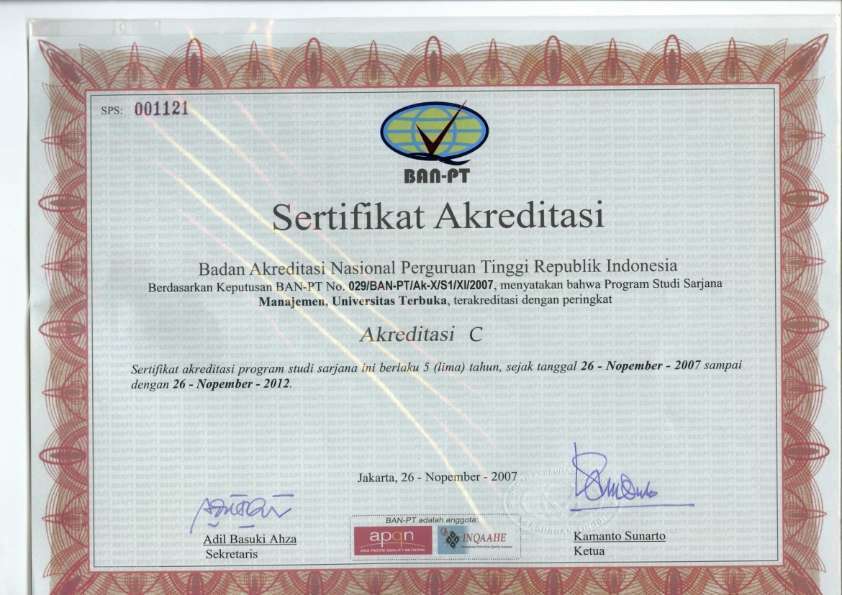 SPS: 001121
BAN-PT
Sertifikat Akreditasi
Badan Akreditasi Nasional Perguruan Tinggi Republik Indonesia
Berdasarkan Keputusan BAN-PT No. 029/BAN-PT/Ak-X/S1/XI/2007, menyatakan bahwa Program Studi Sarjana
Manajemen, Universitas Terbuka, terakreditasi dengan peringkat
Akreditasi C
Sertifikat akreditasi program studi sarjana ini berlaku 5 (lima) tahun, sejak tanggal 26 - Nopember - 2007 sampai
dengan 26 - Nopember - 2012.
Jakarta, 26 - Nopember - 2007
Adil Basuki Ahza
Sekretaris
BAN-PT adalah anggota:
apqn
INQAAHE
Kamanto Sunarto
Ketua